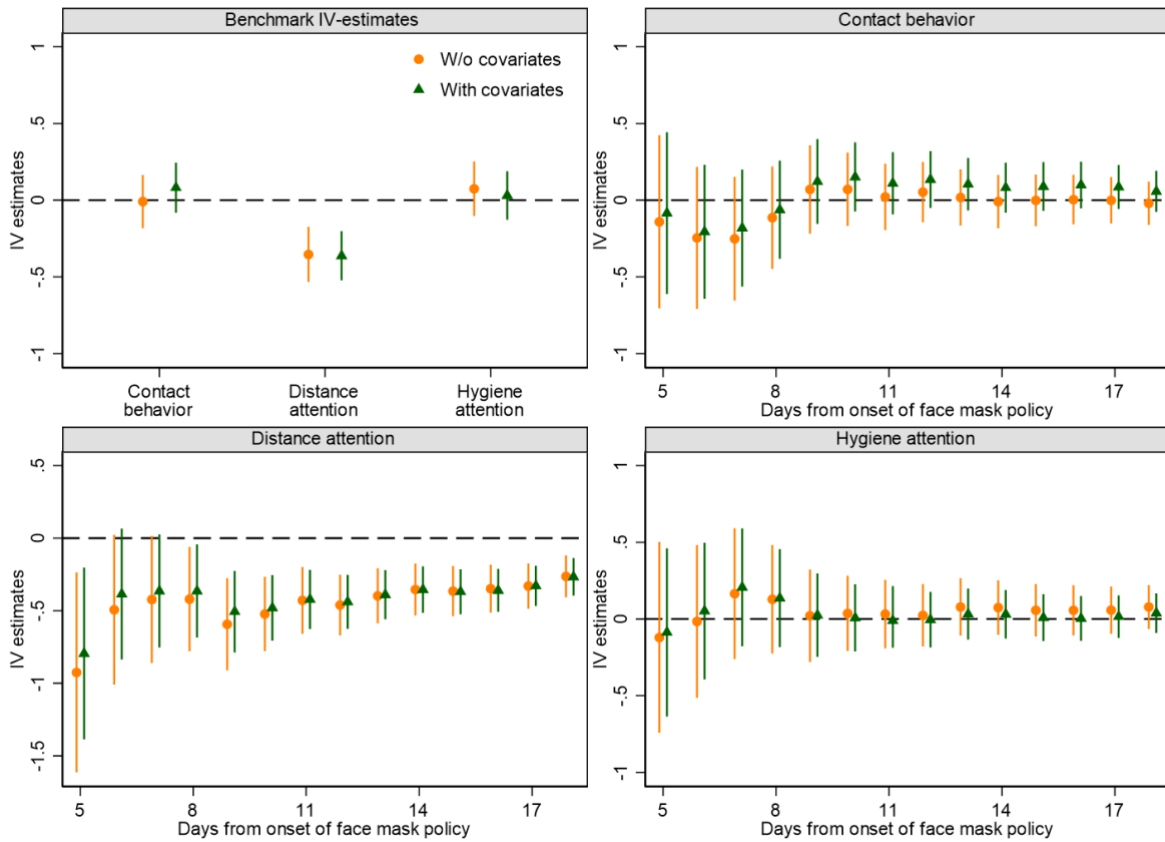 Benchmark IV-estimates
IV estimates
1
.5
0
-.5
-1
W/o covariates
With covariates
Contact
behavior
Distance
attention
Hygiene
attention
Contact behavior
IV estimates
1
.5
0
-.5
-1
5 8 11 14 17
Days from onset of face mask policy
Distance attention
IV estimates
.5
0
-.5
-1
-1.5
5 8 11 14 17
Days from onset of face mask policy
Hygiene attention
IV estimates
1
.5
0
-.5
-1
5 8 11 14 17
Days from onset of face mask policy